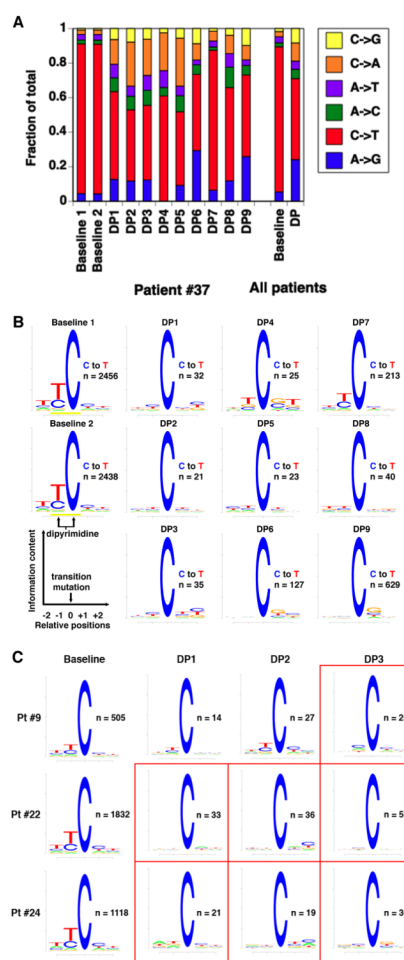 A
Fraction of total
1
0.8
0.6
0.4
0.2
0
Baseline 1
Baseline 2
DP1
DP2
DP3
DP4
DP5
DP6
DP7
DP8
DP9
Baseline
DP
C->G
C->A
A->T
A->C
C->T
A->G
Patient #37
All patients
B
Baseline 1
C to T
n = 2456
DP1
C to T
n = 32
DP4
C to T
n = 25
DP7
C to T
n = 213
Baseline 2
C to T
n = 2438
DP2
C to T
n = 21
DP5
C to T
n = 23
DP8
C to T
n = 40
dipyrimidine
Information content
transition
mutation
-2 -1 0 +1 +2
Relative positions
DP3
C to T
n = 35
DP6
C to T
n = 127
DP9
C to T
n = 629
C
Baseline
DP1
DP2
DP3
Pt #9
n = 505
n = 14
n = 27
n = 2
Pt #22
n = 1832
n = 33
n = 36
n = 5
Pt #24
n = 1118
n = 21
n = 19
n = 3